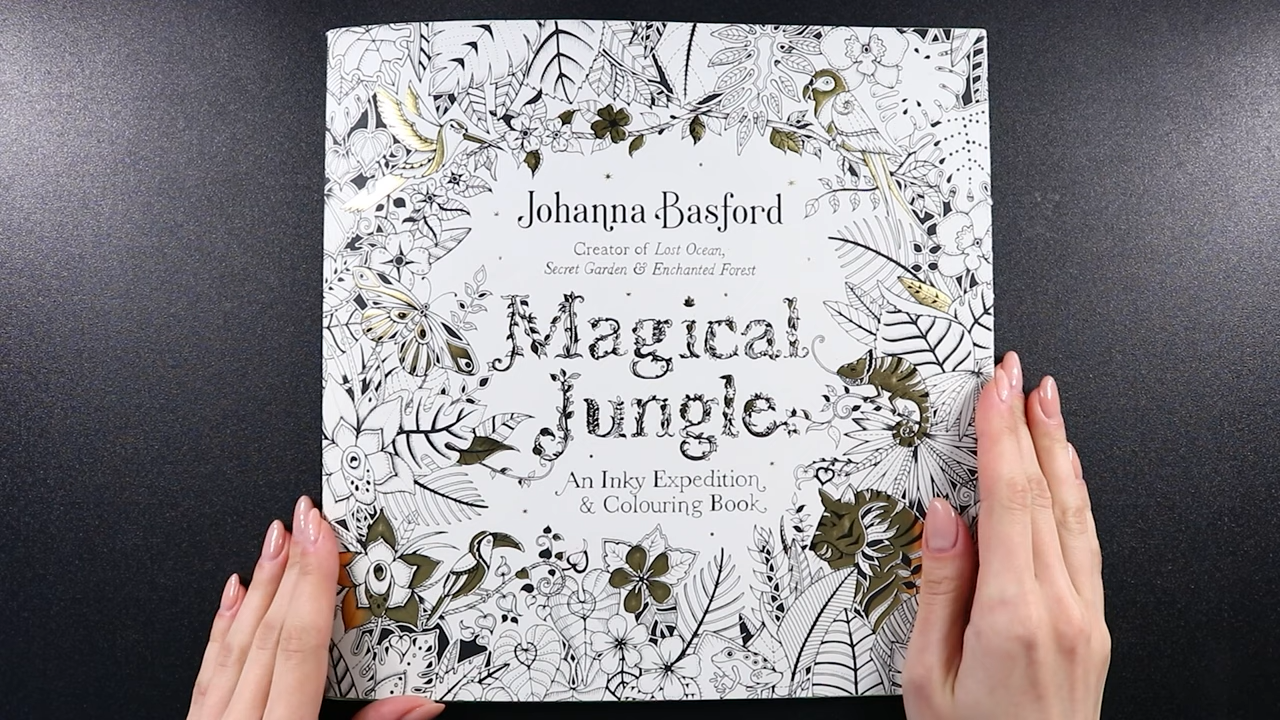 Johanna Basford
Creator of Lost Ocean,
Secret Garden & Enchanted Forest
Magical
Jungle
An Inky Expedition
& Colouring Book